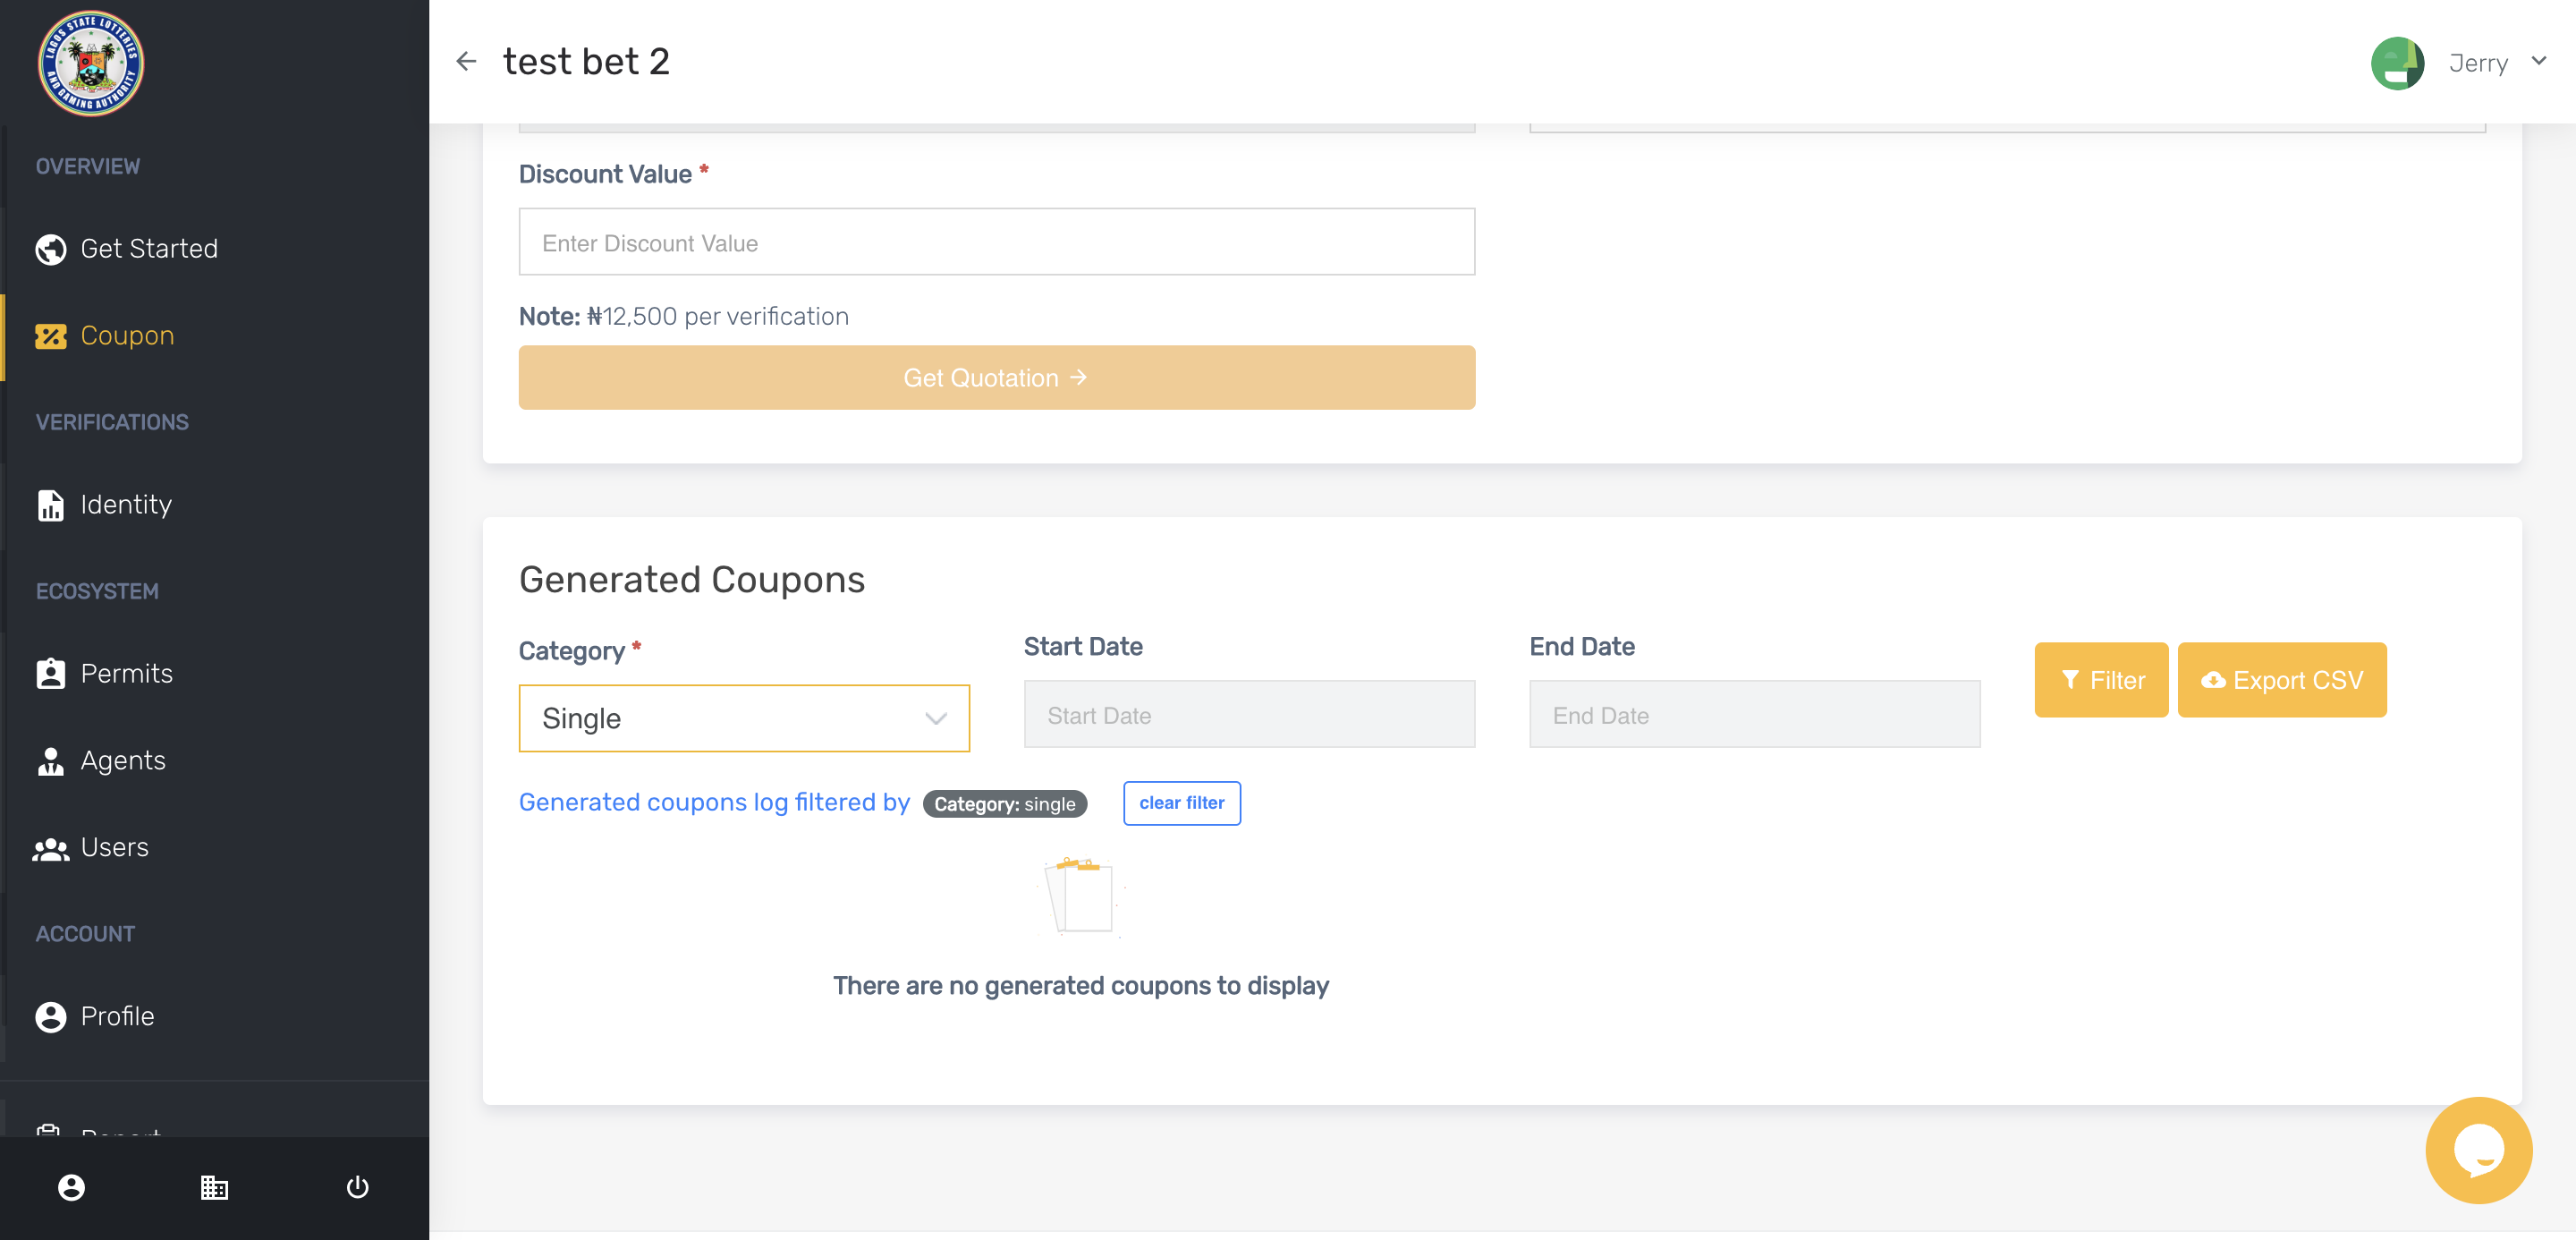 LAGOS STATE LOTTERIES
AND GAMING AUTHORITY
test bet 2
Jerry
OVERVIEW
Get Started
Coupon
VERIFICATIONS
Identity
ECOSYSTEM
Permits
Agents
Users
ACCOUNT
Profile
Report
Discount Value *
Enter Discount Value
Note: ₦12,500 per verification
Get Quotation →
Generated Coupons
Category *
Start Date
End Date
Single
Start Date
End Date
Filter
Export CSV
Generated coupons log filtered by Category: single clear filter
There are no generated coupons to display